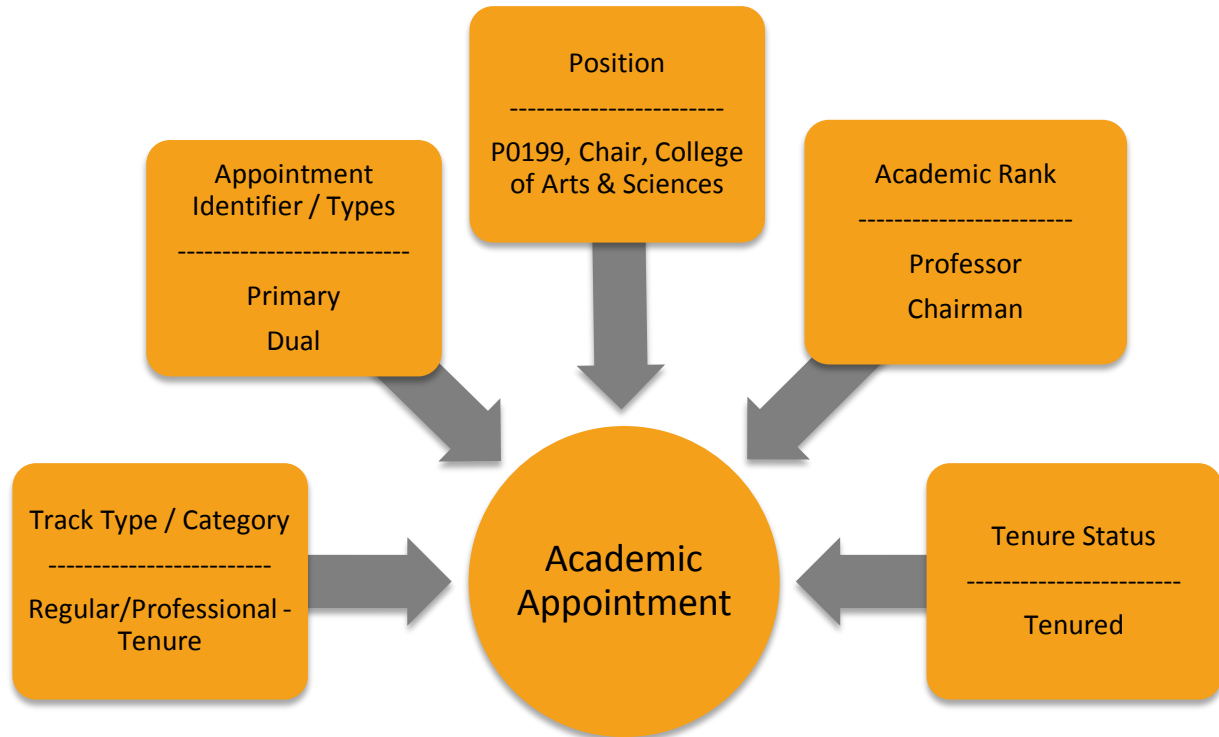 Position
------------------------
P0199, Chair, College
of Arts & Sciences
Appointment
Identifier / Types
--------------------------
Primary
Dual
Academic Rank
------------------------
Professor
Chairman
Track Type / Category
-------------------------
Regular/Professional -
Tenure
Academic
Appointment
Tenure Status
------------------------
Tenured